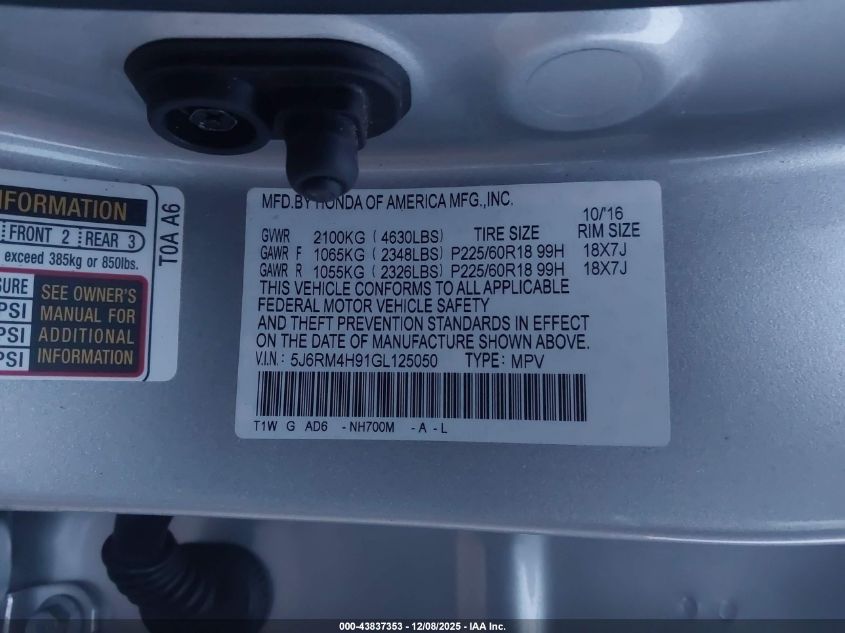 NFORMATION
FRONT 2 REAR 3
exceed 385kg or 850lbs.
SURE
PSI
PSI
PSI
SEE OWNER'S
MANUAL FOR
ADDITIONAL
INFORMATION
T0A A6
MFD.BY HONDA OF AMERICA MFG.,INC.
10/'16
GVWR 2100KG ( 4630LBS) TIRE SIZE RIM SIZE
GAWR F 1065KG ( 2348LBS) P225/60R18 99H 18X7J
GAWR R 1055KG ( 2326LBS) P225/60R18 99H 18X7J
THIS VEHICLE CONFORMS TO ALL APPLICABLE
FEDERAL MOTOR VEHICLE SAFETY
AND THEFT PREVENTION STANDARDS IN EFFECT
ON THE DATE OF MANUFACTURE SHOWN ABOVE.
V.I.N.: 5J6RM4H91GL125050 TYPE: MPV
T1W G AD6 - NH700M - A - L
000-43837353 - 12/08/2025 - IAA Inc.